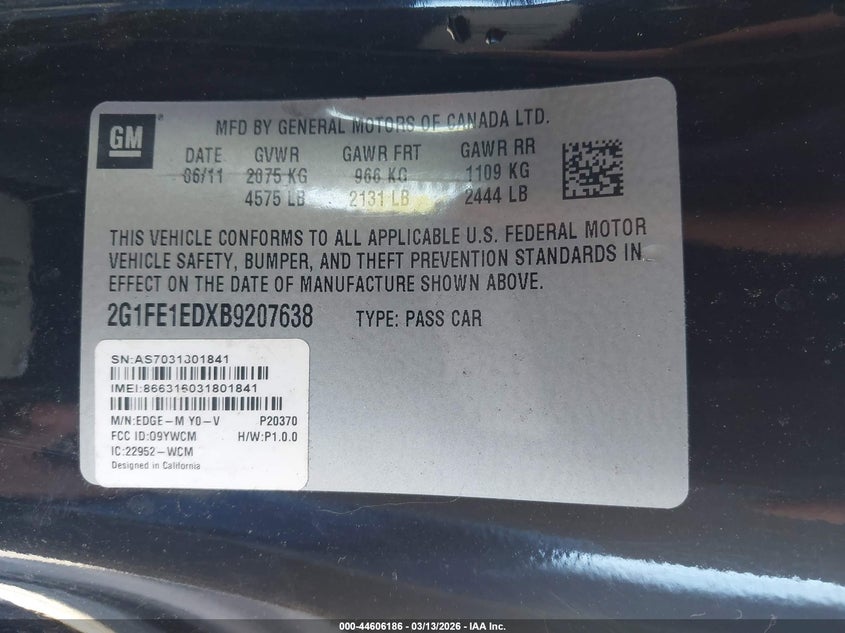 GM
MFD BY GENERAL MOTORS OF CANADA LTD.
DATE GVWR GAWR FRT GAWR RR
06/11 2075 KG 966 KG 1109 KG
4575 LB 2131 LB 2444 LB
THIS VEHICLE CONFORMS TO ALL APPLICABLE U.S. FEDERAL MOTOR
VEHICLE SAFETY, BUMPER, AND THEFT PREVENTION STANDARDS IN
EFFECT ON THE DATE OF MANUFACTURE SHOWN ABOVE.
2G1FE1EDXB9207638 TYPE: PASS CAR
SN:AS7031801841
IMEI:866316031801841
M/N:EDGE-M Y0-V P20370
FCC ID:O9YWCM H/W:P1.0.0
IC:22952-WCM
Designed in California
000-44606186 - 03/13/2026 - IAA Inc.